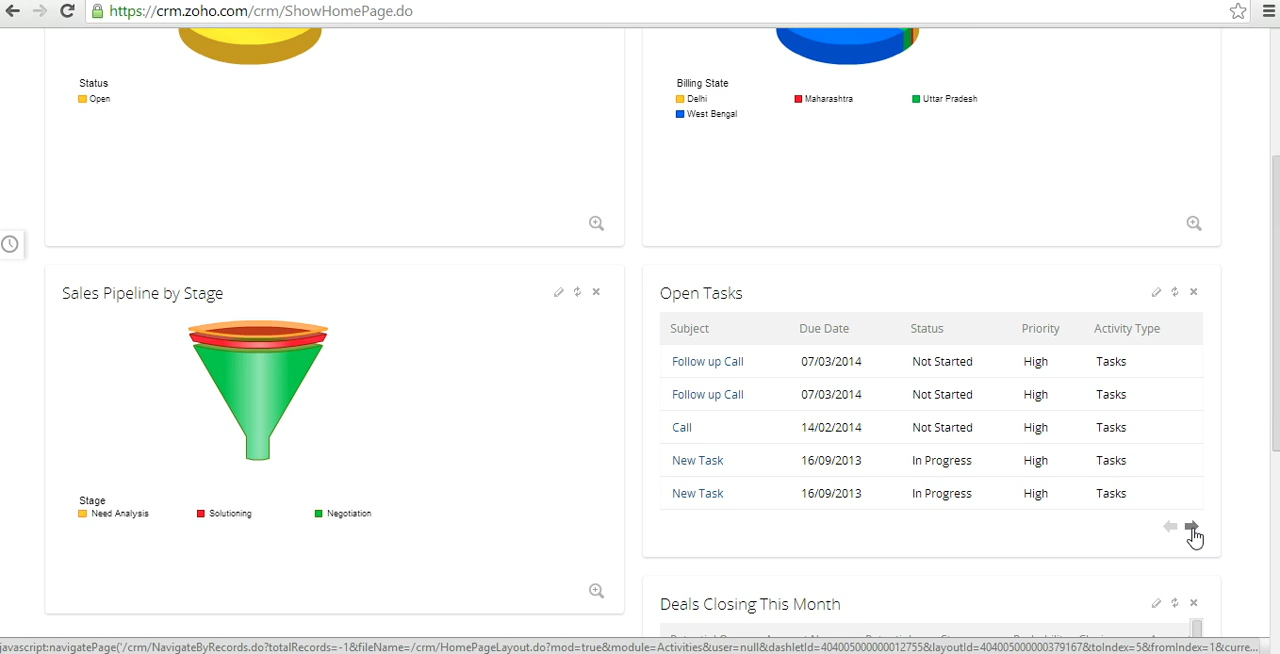 https://crm.zoho.com/crm/ShowHomePage.do
Status
Open
Billing State
Delhi
Maharashtra
Uttar Pradesh
West Bengal
Sales Pipeline by Stage
Stage
Need Analysis
Solutioning
Negotiation
Open Tasks
Subject Due Date Status Priority Activity Type
Follow up Call 07/03/2014 Not Started High Tasks
Follow up Call 07/03/2014 Not Started High Tasks
Call 14/02/2014 Not Started High Tasks
New Task 16/09/2013 In Progress High Tasks
New Task 16/09/2013 In Progress High Tasks
Deals Closing This Month
javascript:navigatePage('/crm/NavigateByRecords.do?totalRecords=-1&fileName=/crm/HomePageLayout.do?mod=true&module=Activities&user=null&dashletId=404005000000012755&layoutId=404005000000379167&toIndex=5&fromIndex=1&curre...